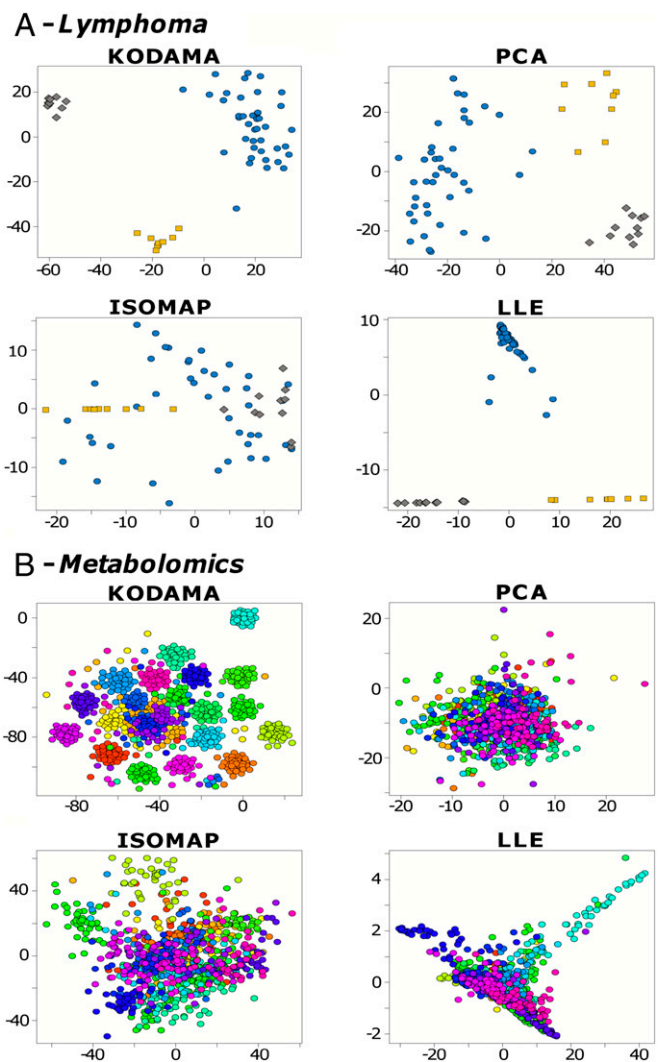 A - Lymphoma
KODAMA PCA
20
0
-20
-40
-60 -40 -20 0 20
20
0
-20
-40 -20 0 20 40
ISOMAP LLE
10
0
-10
-20 -10 0 10
10
0
-10
-20 0 20
B - Metabolomics
KODAMA PCA
0
-40
-80
-80 -40 0
20
0
-20
-20 -10 0 10 20
ISOMAP LLE
40
0
-40
-40 0 40
4
2
0
-2
-20 0 20 40